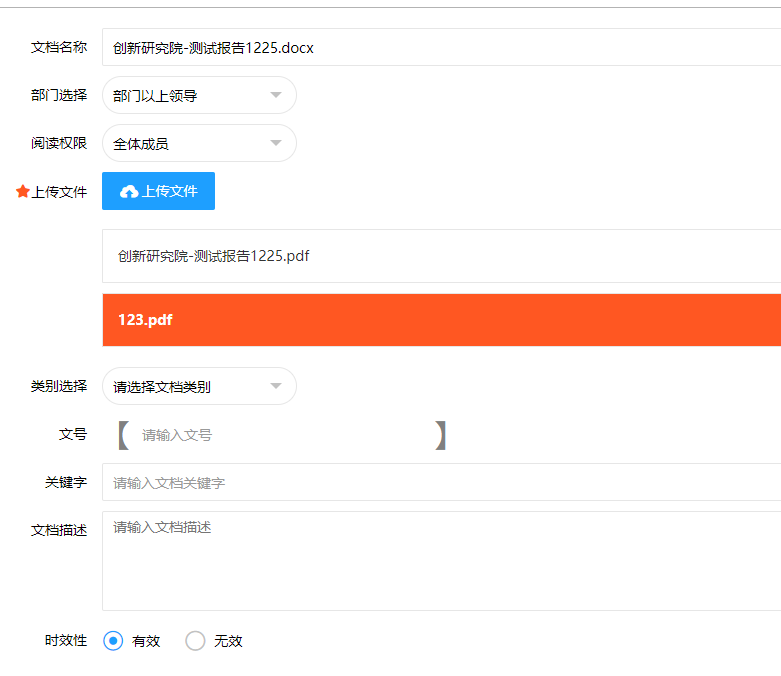 文档名称 创新研究院-测试报告1225.docx
部门选择 部门以上领导
阅读权限 全体成员
上传文件 上传文件
创新研究院-测试报告1225.pdf
123.pdf
类别选择 请选择文档类别
文号 【 请输入文号 】
关键字 请输入文档关键字
文档描述 请输入文档描述
时效性 有效 无效